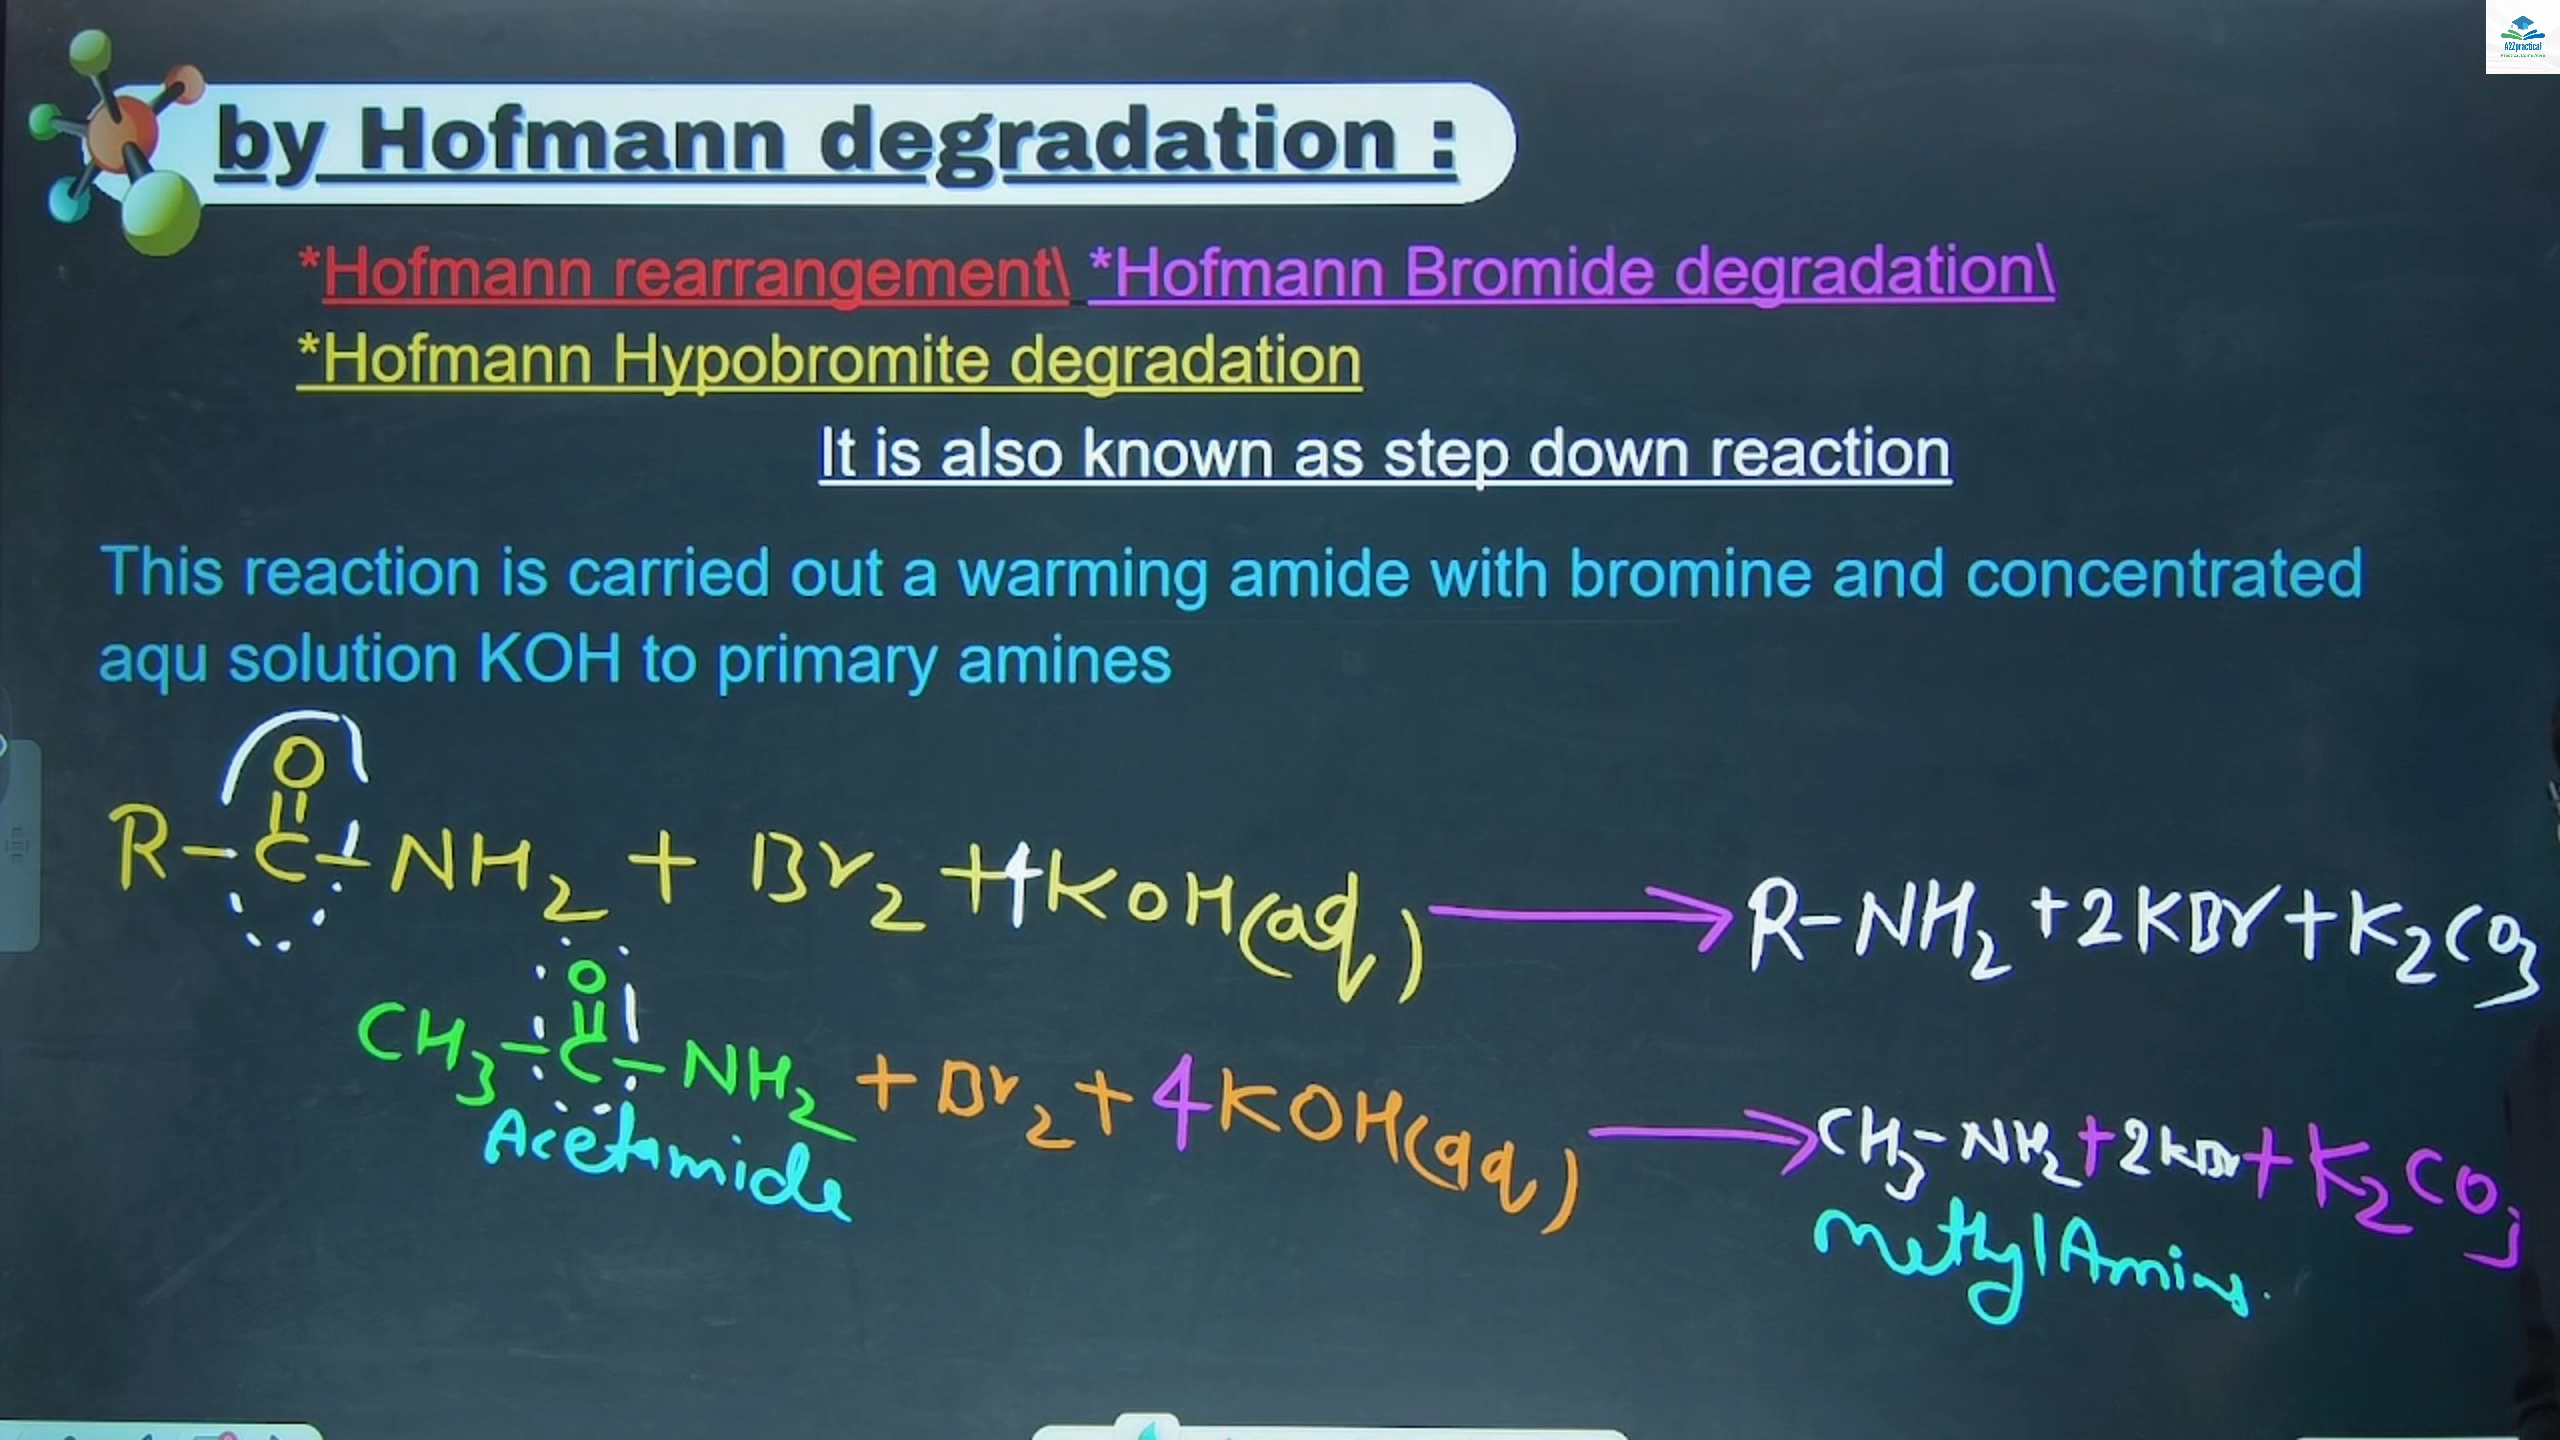 A2Zpractical
by Hofmann degradation :
*Hofmann rearrangement\ *Hofmann Bromide degradation\
*Hofmann Hypobromite degradation
It is also known as step down reaction
This reaction is carried out a warming amide with bromine and concentrated
aqu solution KOH to primary amines
O
||
R-C-NH2 + Br2 +4KOH(aq) → R-NH2 +2KBr+K2CO3
O
||
CH3-C-NH2 + Br2 + 4KOH(aq) → CH3-NH2+2KBr+K2CO3
Acetamide
MethylAmine.